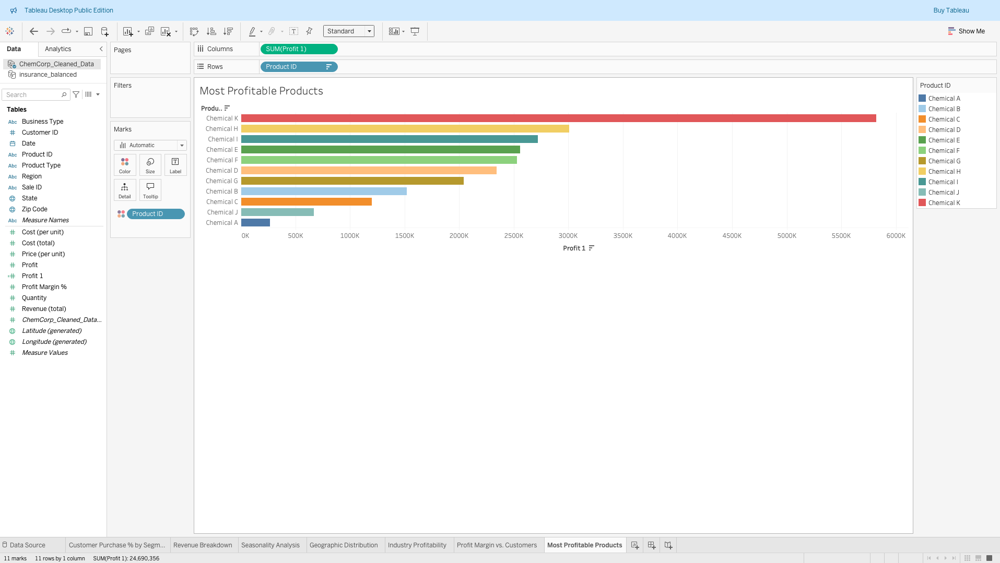 Tableau Desktop Public Edition
Buy Tableau
Standard
Show Me
Data
Analytics
ChemCorp_Cleaned_Data
insurance_balanced
Search
Tables
Abc Business Type
Customer ID
Date
Abc Product ID
Abc Product Type
Abc Region
Abc Sale ID
State
Zip Code
Abc Measure Names
Cost (per unit)
Cost (total)
Price (per unit)
Profit
Profit 1
Profit Margin %
Quantity
Revenue (total)
ChemCorp_Cleaned_Data...
Latitude (generated)
Longitude (generated)
Measure Values
Pages
Filters
Marks
Automatic
Color
Size
Label
Detail
Tooltip
Product ID
Columns
SUM(Profit 1)
Rows
Product ID
Most Profitable Products
Produ..
Chemical K
Chemical H
Chemical I
Chemical E
Chemical F
Chemical D
Chemical G
Chemical B
Chemical C
Chemical J
Chemical A
0K 500K 1000K 1500K 2000K 2500K 3000K 3500K 4000K 4500K 5000K 5500K 6000K
Profit 1
Product ID
Chemical A
Chemical B
Chemical C
Chemical D
Chemical E
Chemical F
Chemical G
Chemical H
Chemical I
Chemical J
Chemical K
Data Source
Customer Purchase % by Segm...
Revenue Breakdown
Seasonality Analysis
Geographic Distribution
Industry Profitability
Profit Margin vs. Customers
Most Profitable Products
11 marks
11 rows by 1 column
SUM(Profit 1): 24,690,356